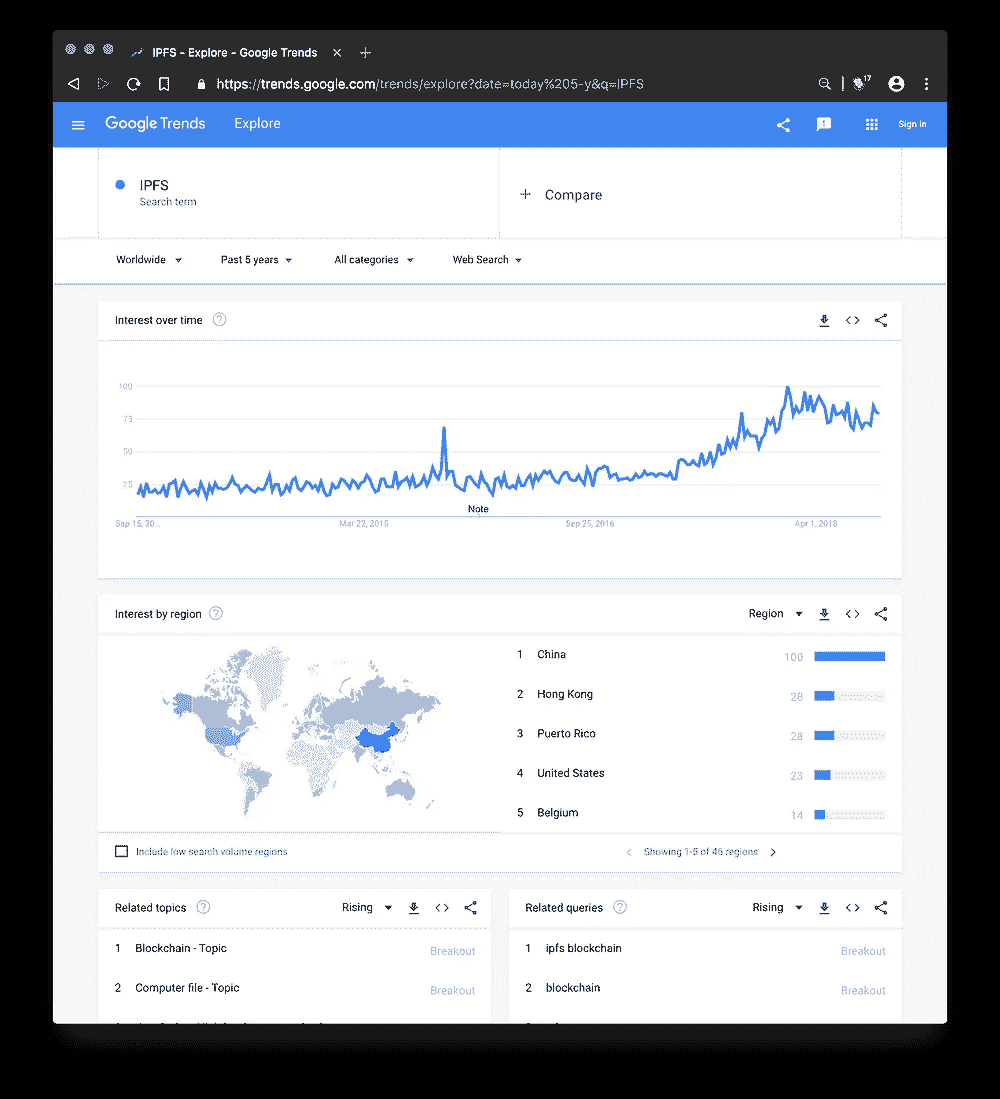 IPFS - Explore - Google Trends
https://trends.google.com/trends/explore?date=today%205-y&q=IPFS
17
Google Trends Explore
Sign in
IPFS
Search term
+ Compare
Worldwide
Past 5 years
All categories
Web Search
Interest over time
100
75
50
25
Note
Sep 15, 20...
Mar 22, 2015
Sep 25, 2016
Apr 1, 2018
Interest by region
Region
1 China 100
2 Hong Kong 28
3 Puerto Rico 28
4 United States 23
5 Belgium 14
Include low search volume regions
Showing 1-5 of 46 regions
Related topics
Rising
1 Blockchain - Topic Breakout
2 Computer file - Topic Breakout
Related queries
Rising
1 ipfs blockchain Breakout
2 blockchain Breakout